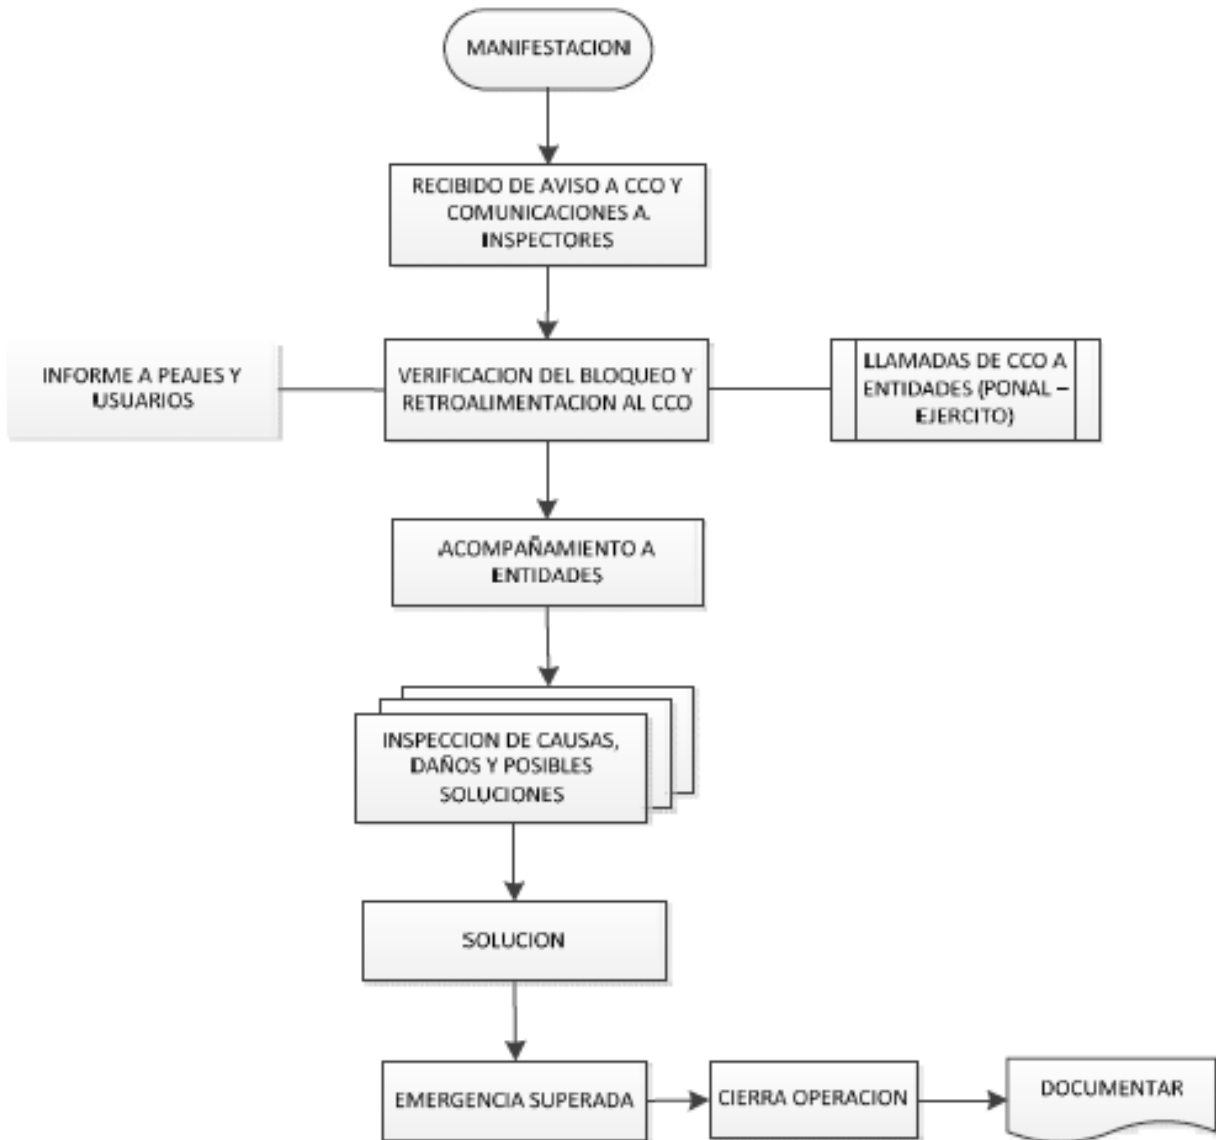 MANIFESTACION
RECIBIDO DE AVISO A CCO Y
COMUNICACIONES A
INSPECTORES
INFORME A PEAJES Y
USUARIOS
VERIFICACION DEL BLOQUEO Y
RETROALIMENTACION AL CCO
LLAMADAS DE CCO A
ENTIDADES (PONAL –
EJERCITO)
ACOMPAÑAMIENTO A
ENTIDADES
INSPECCION DE CAUSAS,
DAÑOS Y POSIBLES
SOLUCIONES
SOLUCION
EMERGENCIA SUPERADA
CIERRA OPERACION
DOCUMENTAR